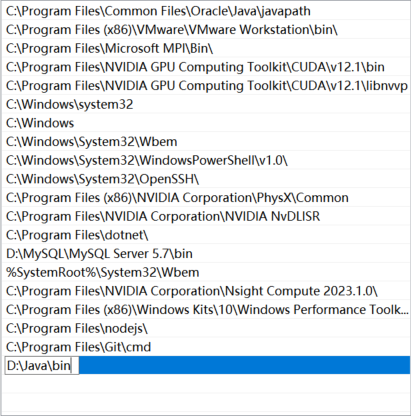 C:\Program Files\Common Files\Oracle\Java\javapath
C:\Program Files (x86)\VMware\VMware Workstation\bin\
C:\Program Files\Microsoft MPI\Bin\
C:\Program Files\NVIDIA GPU Computing Toolkit\CUDA\v12.1\bin
C:\Program Files\NVIDIA GPU Computing Toolkit\CUDA\v12.1\libnvvp
C:\Windows\system32
C:\Windows
C:\Windows\System32\Wbem
C:\Windows\System32\WindowsPowerShell\v1.0\
C:\Windows\System32\OpenSSH\
C:\Program Files (x86)\NVIDIA Corporation\PhysX\Common
C:\Program Files\NVIDIA Corporation\NVIDIA NvDLISR
C:\Program Files\dotnet\
D:\MySQL\MySQL Server 5.7\bin
%SystemRoot%\System32\Wbem
C:\Program Files\NVIDIA Corporation\Nsight Compute 2023.1.0\
C:\Program Files (x86)\Windows Kits\10\Windows Performance Toolk...
C:\Program Files\nodejs\
C:\Program Files\Git\cmd
D:\Java\bin